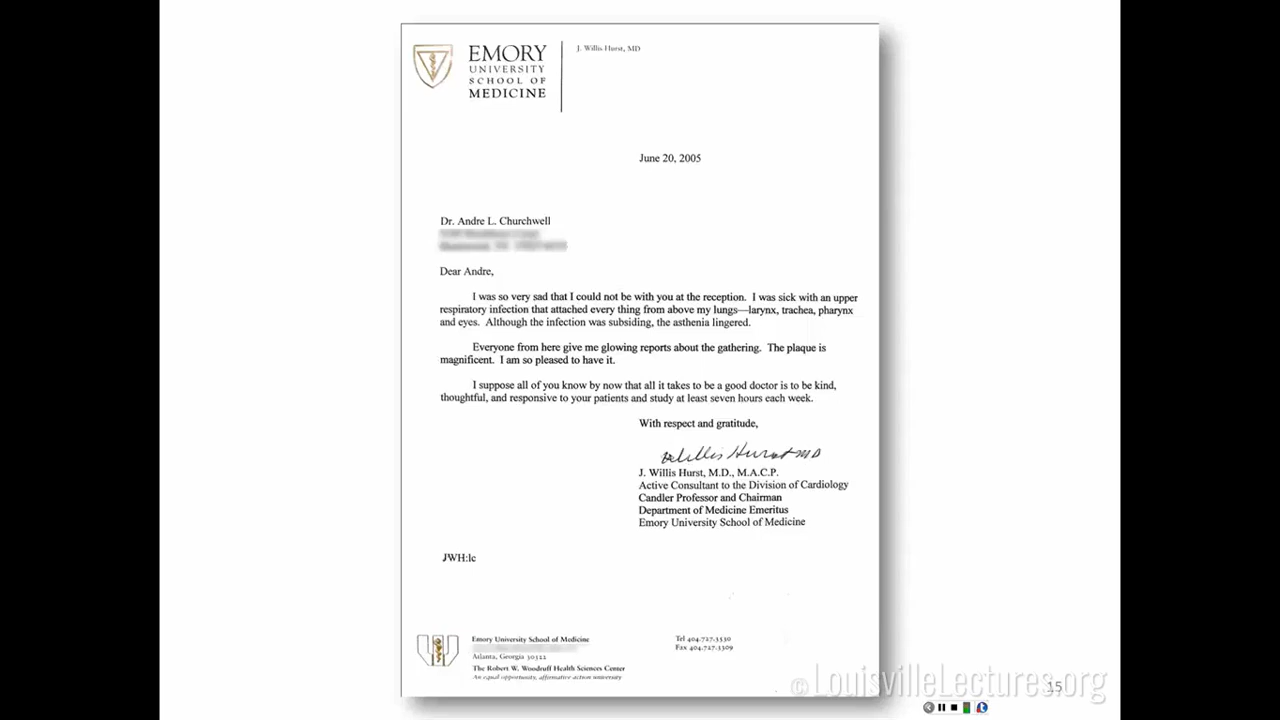 EMORY
UNIVERSITY
SCHOOL OF
MEDICINE
J. Willis Hurst, MD
June 20, 2005
Dr. Andre L. Churchwell
Dear Andre,
I was so very sad that I could not be with you at the reception. I was sick with an upper
respiratory infection that attached every thing from above my lungs—larynx, trachea, pharynx
and eyes. Although the infection was subsiding, the asthenia lingered.
Everyone from here give me glowing reports about the gathering. The plaque is
magnificent. I am so pleased to have it.
I suppose all of you know by now that all it takes to be a good doctor is to be kind,
thoughtful, and responsive to your patients and study at least seven hours each week.
With respect and gratitude,
Willis Hurst MD
J. Willis Hurst, M.D., M.A.C.P.
Active Consultant to the Division of Cardiology
Candler Professor and Chairman
Department of Medicine Emeritus
Emory University School of Medicine
JWH:lc
Emory University School of Medicine
Atlanta, Georgia 30322
The Robert W. Woodruff Health Sciences Center
An equal opportunity, affirmative action university
Tel 404.727.3530
Fax 404.727.3309
© LouisvilleLectures.org
15